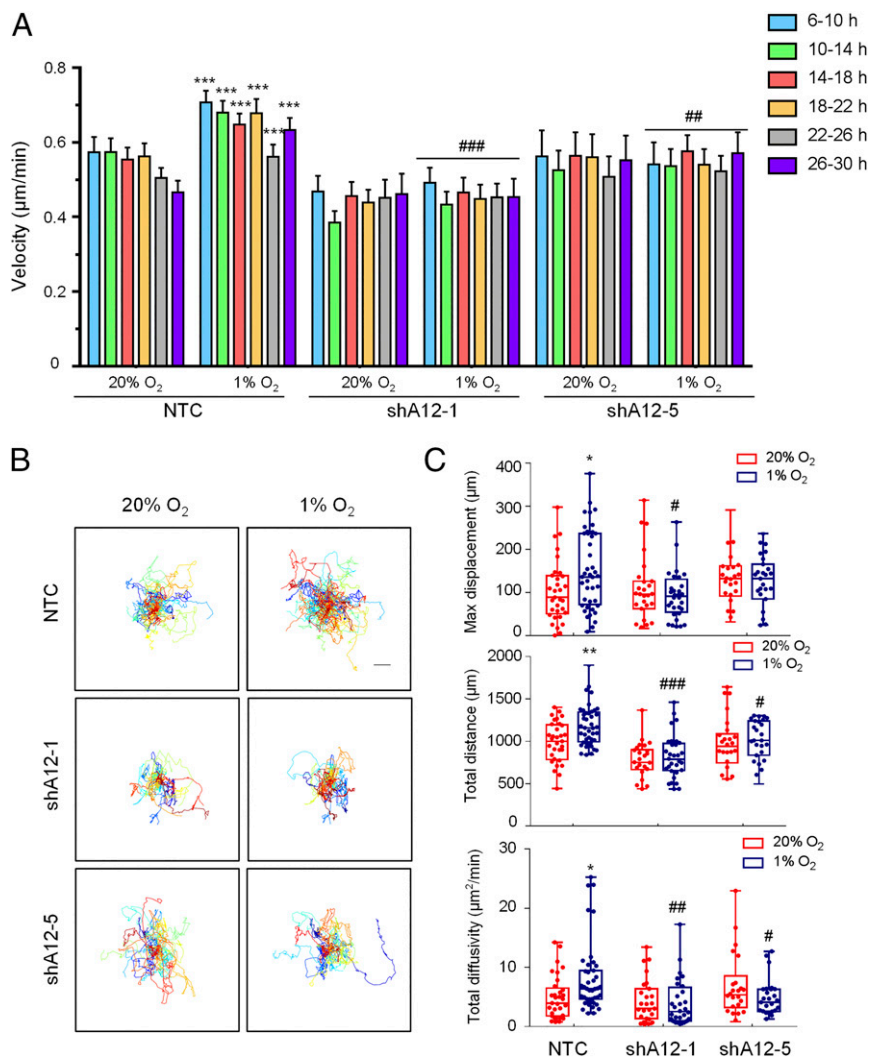 A
6-10 h
10-14 h
14-18 h
18-22 h
22-26 h
26-30 h
Velocity (μm/min)
0.8
0.6
0.4
0.2
0
*** *** *** *** *** ***
###
##
20% O₂ 1% O₂ 20% O₂ 1% O₂ 20% O₂ 1% O₂
NTC shA12-1 shA12-5
B
20% O₂ 1% O₂
NTC
shA12-1
shA12-5
C
20% O₂
1% O₂
Max displacement (μm)
400
300
200
100
0
*
#
20% O₂
1% O₂
Total distance (μm)
2000
1500
1000
500
0
**
###
#
20% O₂
1% O₂
Total diffusivity (μm²/min)
30
20
10
0
*
##
#
NTC shA12-1 shA12-5